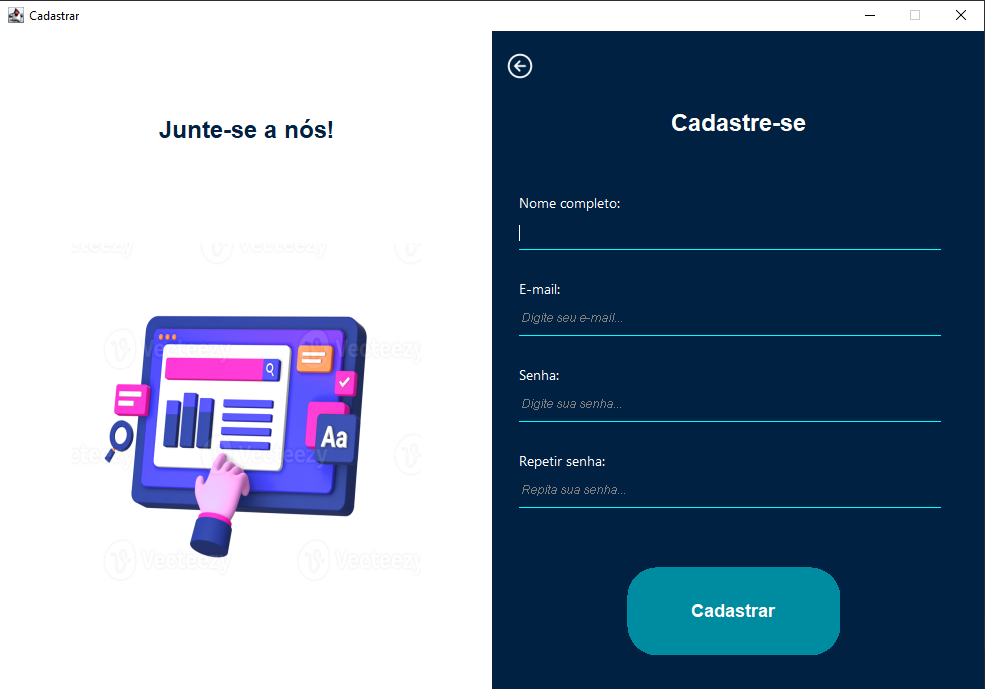 Cadastrar
Junte-se a nós!
vecteezy
Vecteezy
Vecteezy
Aa
Vecteezy
Vecteezy
Cadastre-se
Nome completo:
E-mail:
Digite seu e-mail...
Senha:
Digite sua senha...
Repetir senha:
Repita sua senha...
Cadastrar